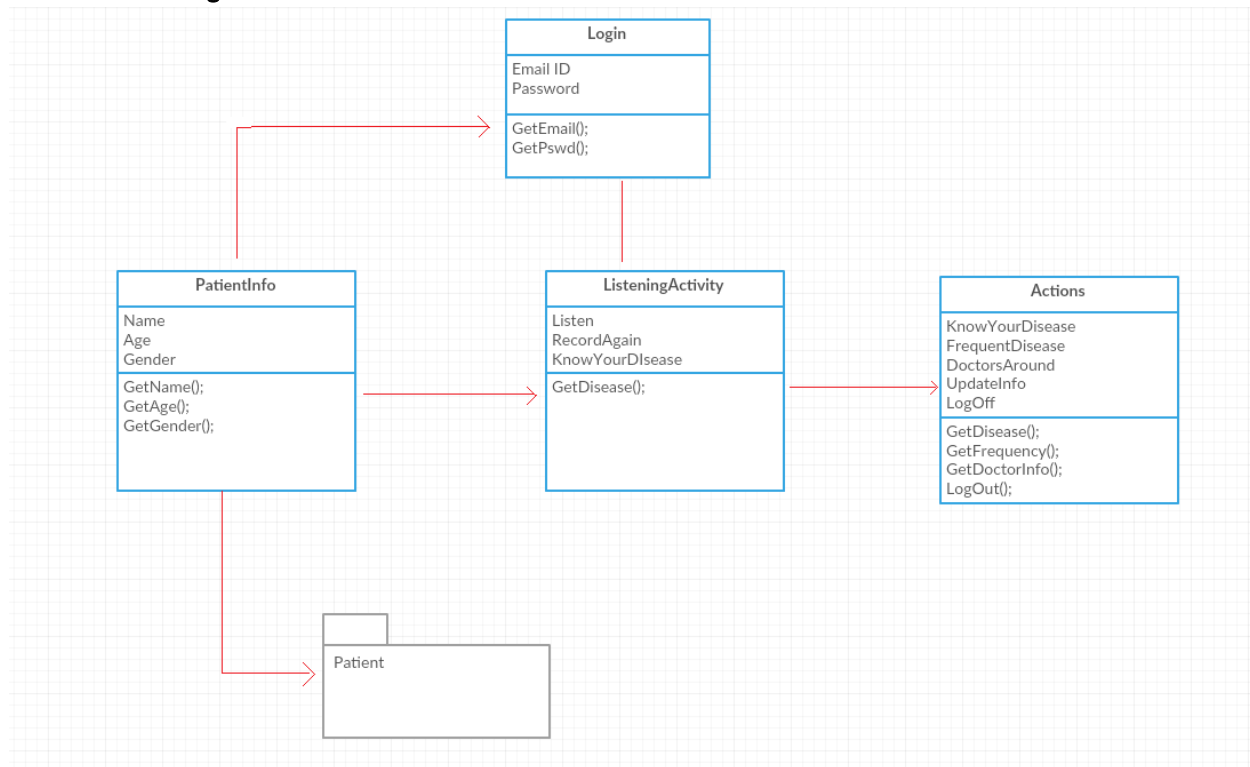 Login
Email ID
Password
GetEmail();
GetPswd();
PatientInfo
Name
Age
Gender
GetName();
GetAge();
GetGender();
ListeningActivity
Listen
RecordAgain
KnowYourDIsease
GetDisease();
Actions
KnowYourDisease
FrequentDisease
DoctorsAround
UpdateInfo
LogOff
GetDisease();
GetFrequency();
GetDoctorInfo();
LogOut();
Patient